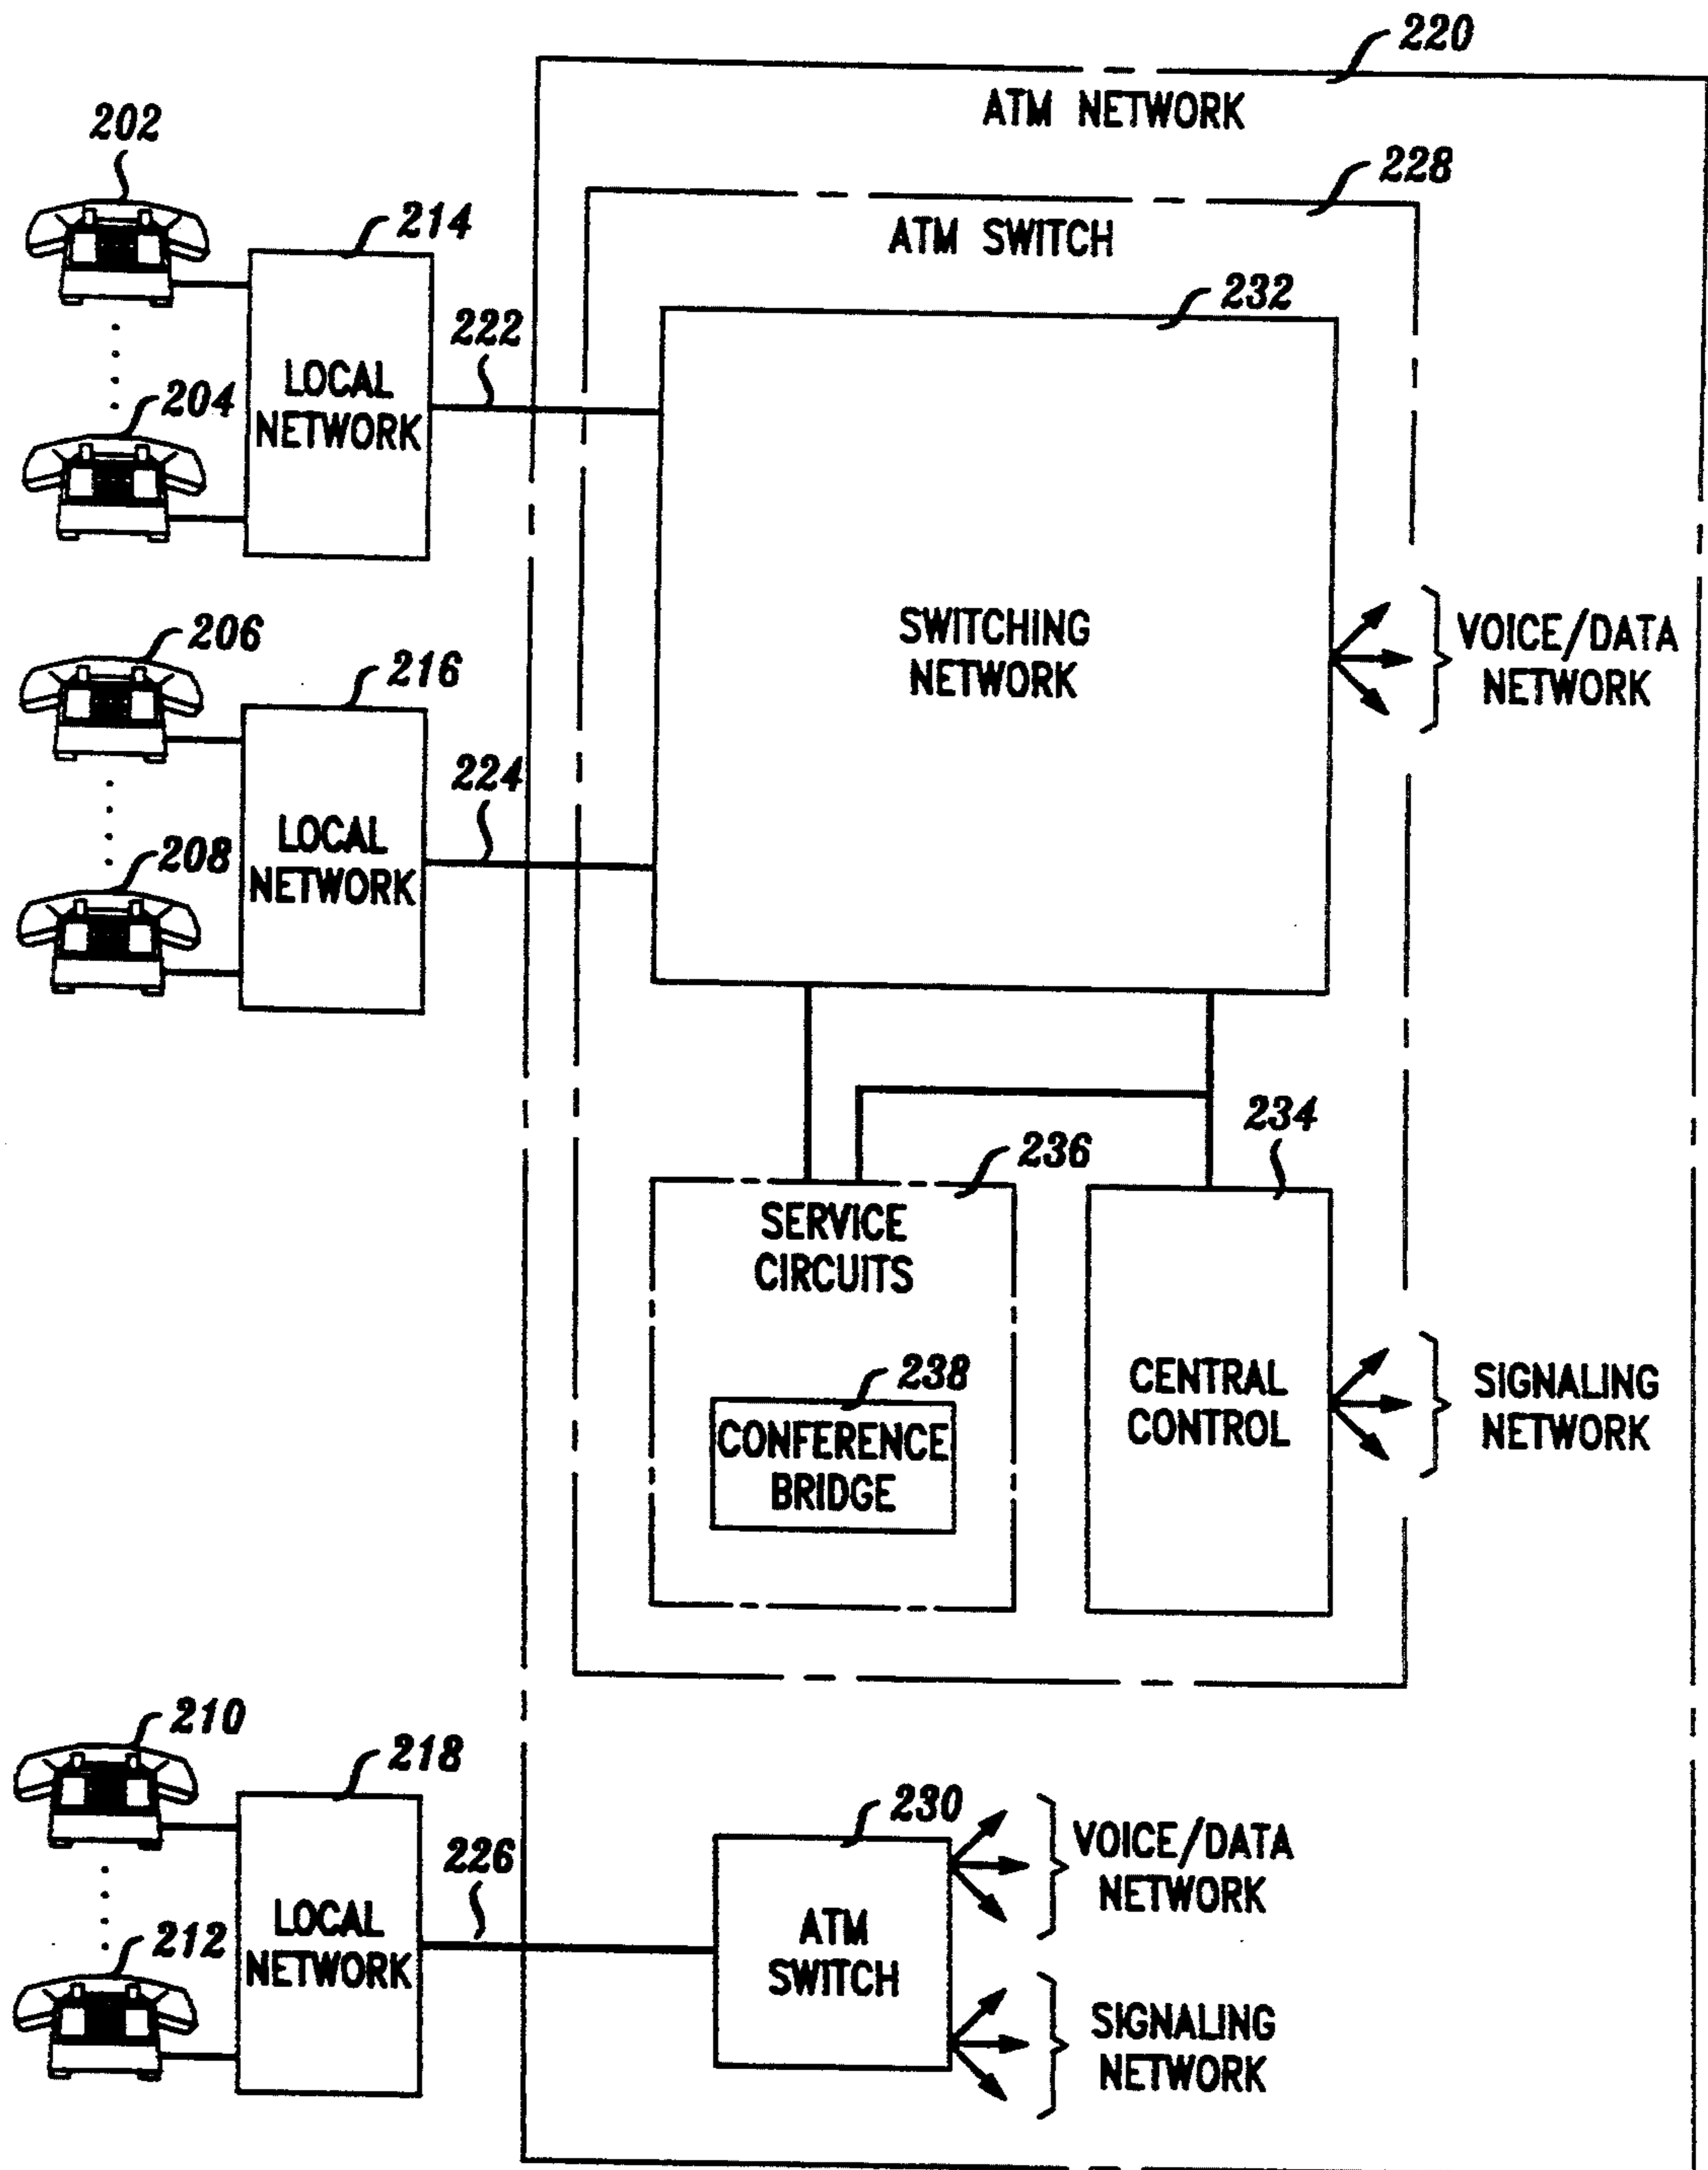 220
ATM NETWORK
202
228
ATM SWITCH
214
232
222
LOCAL
NETWORK
204
206
SWITCHING
NETWORK
VOICE/DATA
NETWORK
216
224
LOCAL
NETWORK
208
234
236
SERVICE
CIRCUITS
238
CONFERENCE
BRIDGE
CENTRAL
CONTROL
SIGNALING
NETWORK
210
218
230
226
VOICE/DATA
NETWORK
LOCAL
NETWORK
ATM
SWITCH
212
SIGNALING
NETWORK